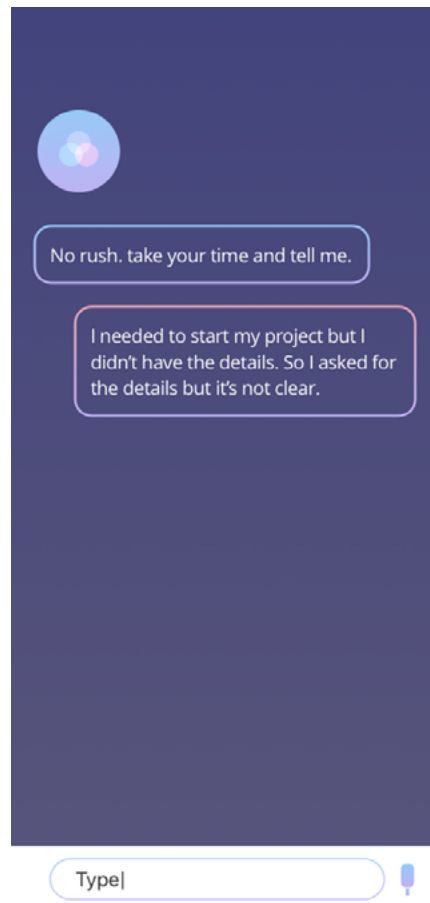 No rush. take your time and tell me.
I needed to start my project but I
didn’t have the details. So I asked for
the details but it’s not clear.
Type|